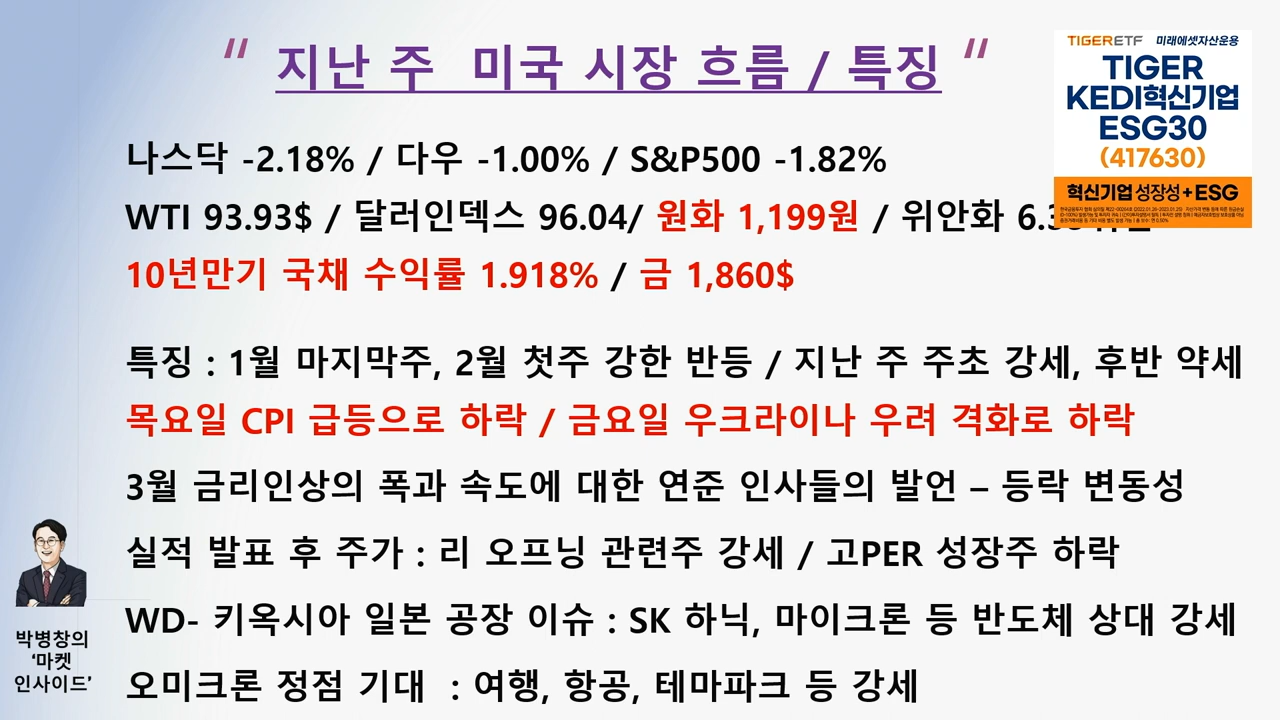 “ 지난 주 미국 시장 흐름 / 특징 “
나스닥 -2.18% / 다우 -1.00% / S&P500 -1.82%
WTI 93.93$ / 달러인덱스 96.04/ 원화 1,199원 / 위안화
10년만기 국채 수익률 1.918% / 금 1,860$
특징 : 1월 마지막주, 2월 첫주 강한 반등 / 지난 주 주초 강세, 후반 약세
목요일 CPI 급등으로 하락 / 금요일 우크라이나 우려 격화로 하락
3월 금리인상의 폭과 속도에 대한 연준 인사들의 발언 – 등락 변동성
실적 발표 후 주가 : 리 오프닝 관련주 강세 / 고PER 성장주 하락
WD- 키옥시아 일본 공장 이슈 : SK 하닉, 마이크론 등 반도체 상대 강세
오미크론 정점 기대 : 여행, 항공, 테마파크 등 강세
박병창의
‘마켓
인사이드’
TIGERETF 미래에셋자산운용
TIGER
KEDI혁신기업
ESG30
(417630)
혁신기업 성장성+ESG